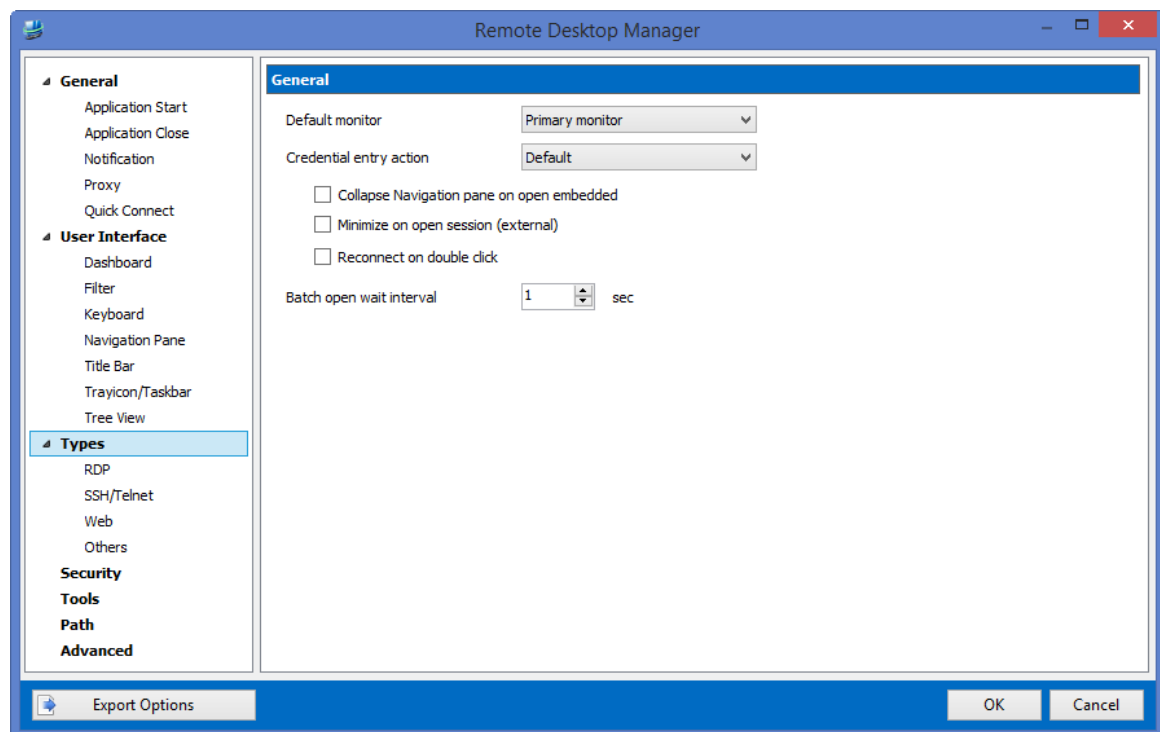 Remote Desktop Manager
General
Application Start
Application Close
Notification
Proxy
Quick Connect
User Interface
Dashboard
Filter
Keyboard
Navigation Pane
Title Bar
Trayicon/Taskbar
Tree View
Types
RDP
SSH/Telnet
Web
Others
Security
Tools
Path
Advanced
General
Default monitor Primary monitor
Credential entry action Default
Collapse Navigation pane on open embedded
Minimize on open session (external)
Reconnect on double click
Batch open wait interval 1 sec
Export Options OK Cancel